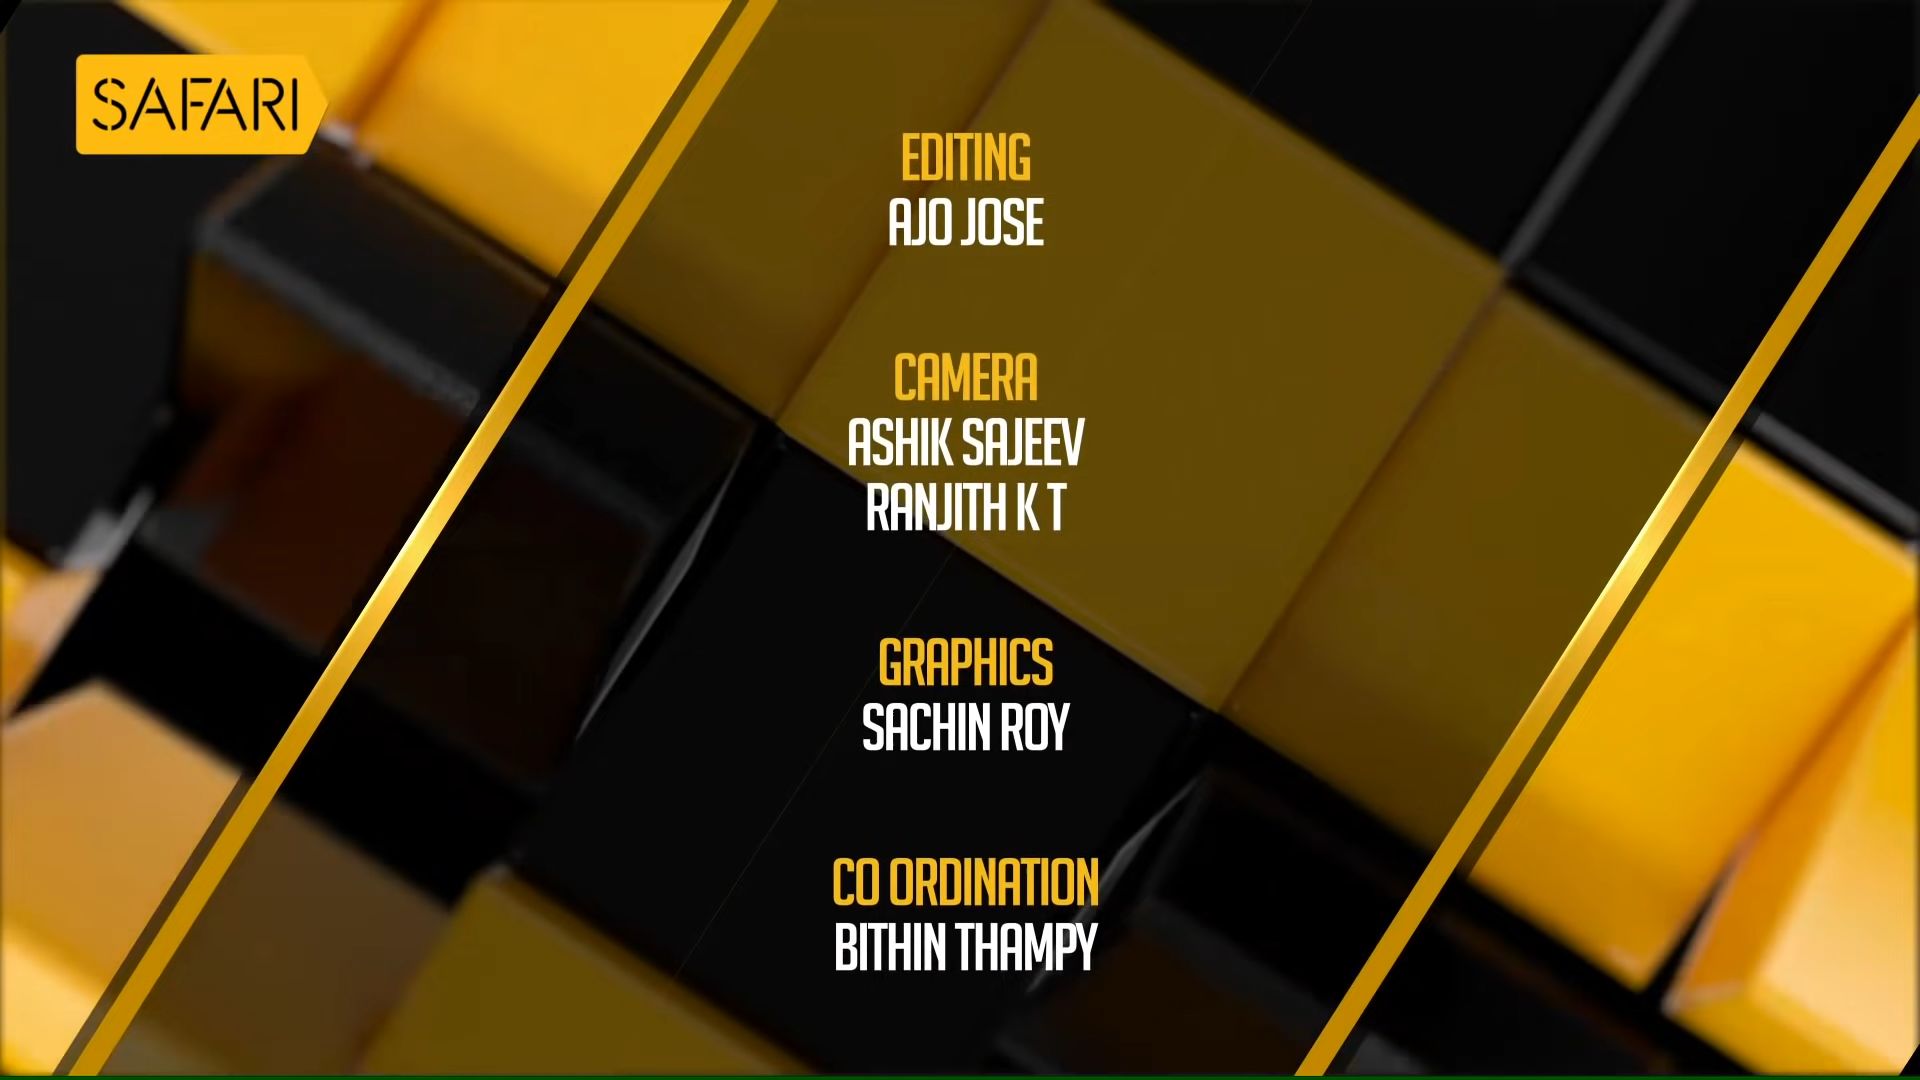 SAFARI
EDITING
AJO JOSE
CAMERA
ASHIK SAJEEV
RANJITH K T
GRAPHICS
SACHIN ROY
CO ORDINATION
BITHIN THAMPY